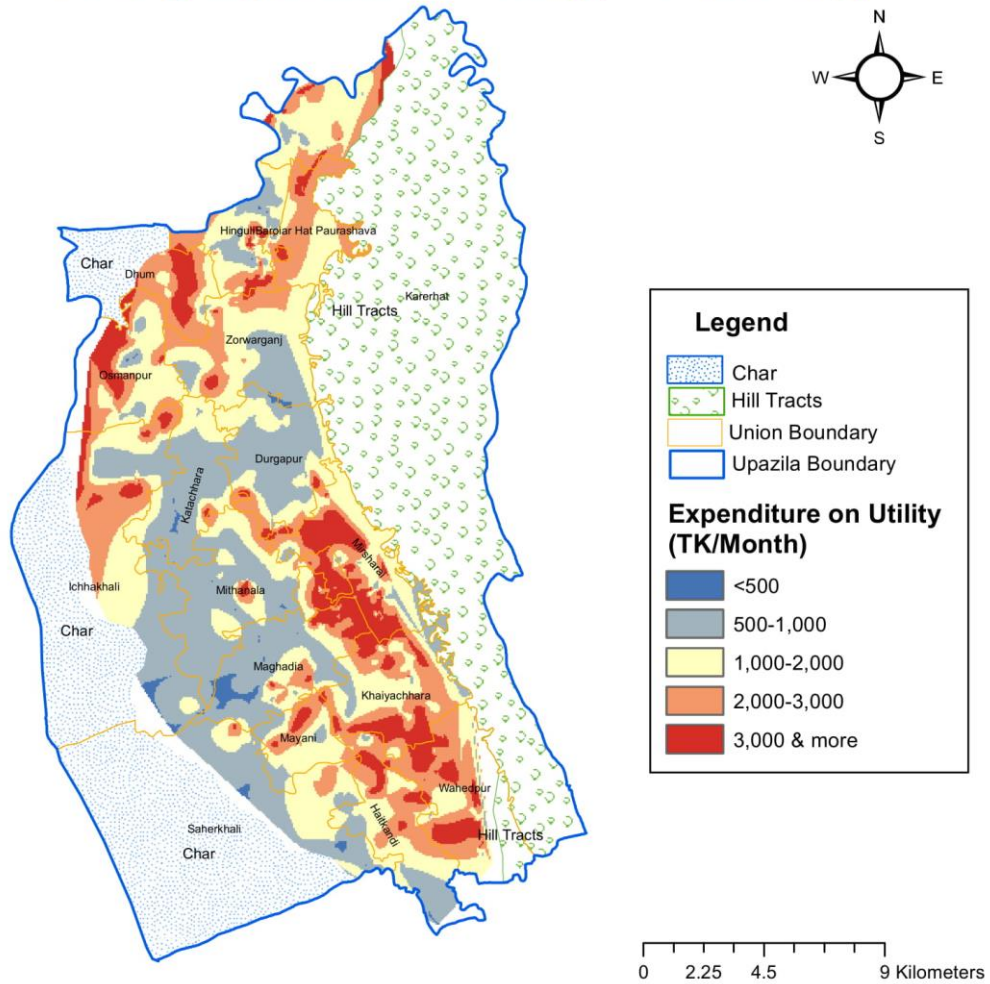 N
W E
S
Hinguli Baroiar Hat Paurashava
Char
Dhum
Karerhat
Hill Tracts
Zorwarganj
Osmanpur
Durgapur
Katachhara
Mirsharai
Ichhakhali
Mithanala
Char
Maghadia
Khaiyachhara
Mayani
Wahedpur
Haitkandi
Saherkhali
Hill Tracts
Char
Legend
Char
Hill Tracts
Union Boundary
Upazila Boundary
Expenditure on Utility
(TK/Month)
<500
500-1,000
1,000-2,000
2,000-3,000
3,000 & more
0 2.25 4.5 9 Kilometers